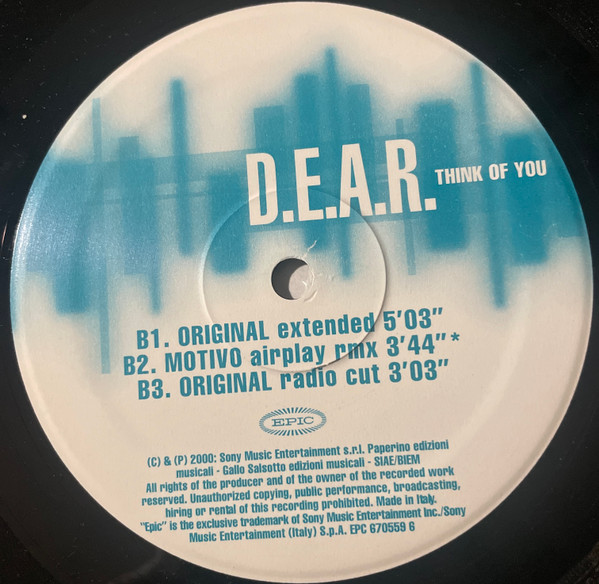 D.E.A.R. THINK OF YOU
B1. ORIGINAL extended 5'03"
B2. MOTIVO airplay rmx 3'44"*
B3. ORIGINAL radio cut 3'03"
EPIC
(C) & (P) 2000: Sony Music Entertainment s.r.l. Paperino edizioni
musicali - Gallo Salsotto edizioni musicali - SIAE/BIEM
All rights of the producer and of the owner of the recorded work
reserved. Unauthorized copying, public performance, broadcasting,
hiring or rental of this recording prohibited. Made in Italy.
"Epic" is the exclusive trademark of Sony Music Entertainment Inc./Sony
Music Entertainment (Italy) S.p.A. EPC 670559 6